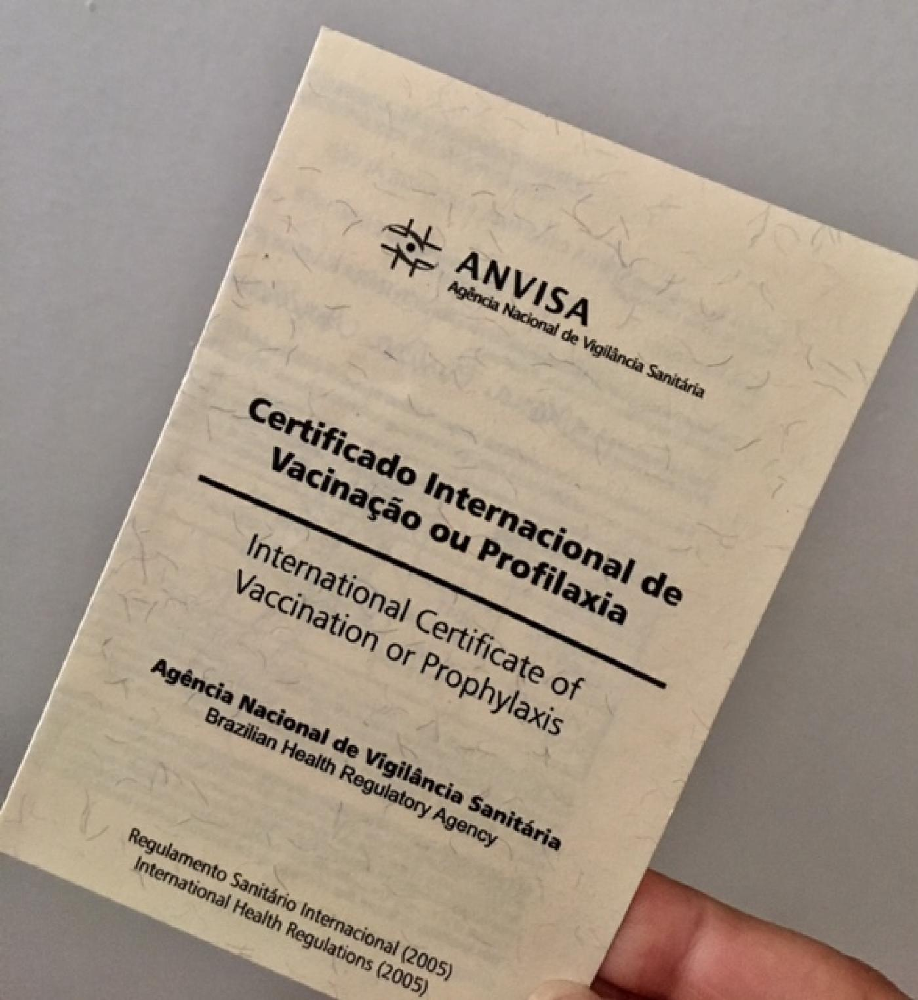 ANVISA
Agência Nacional de Vigilância Sanitária
Certificado Internacional de
Vacinação ou Profilaxia
International Certificate of
Vaccination or Prophylaxis
Agência Nacional de Vigilância Sanitária
Brazilian Health Regulatory Agency
Regulamento Sanitário Internacional (2005)
International Health Regulations (2005)